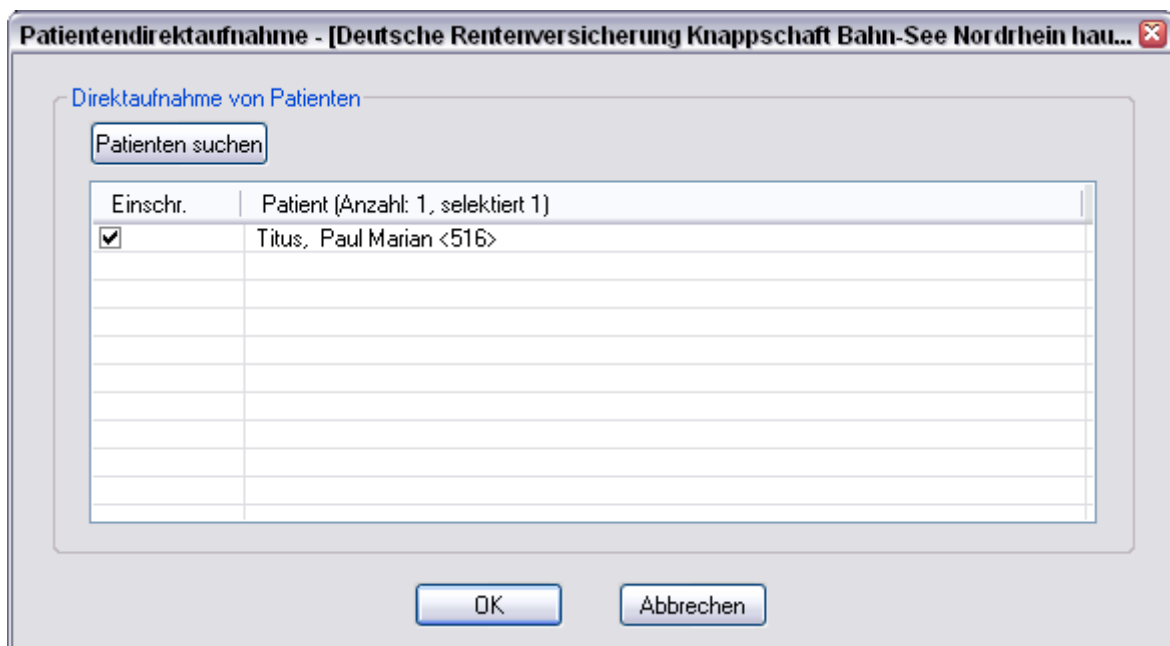 Patientendirektaufnahme - [Deutsche Rentenversicherung Knappschaft Bahn-See Nordrhein hau...
Direktaufnahme von Patienten
Patienten suchen
Einschr. Patient (Anzahl: 1, selektiert 1)
Titus, Paul Marian <516>
OK Abbrechen